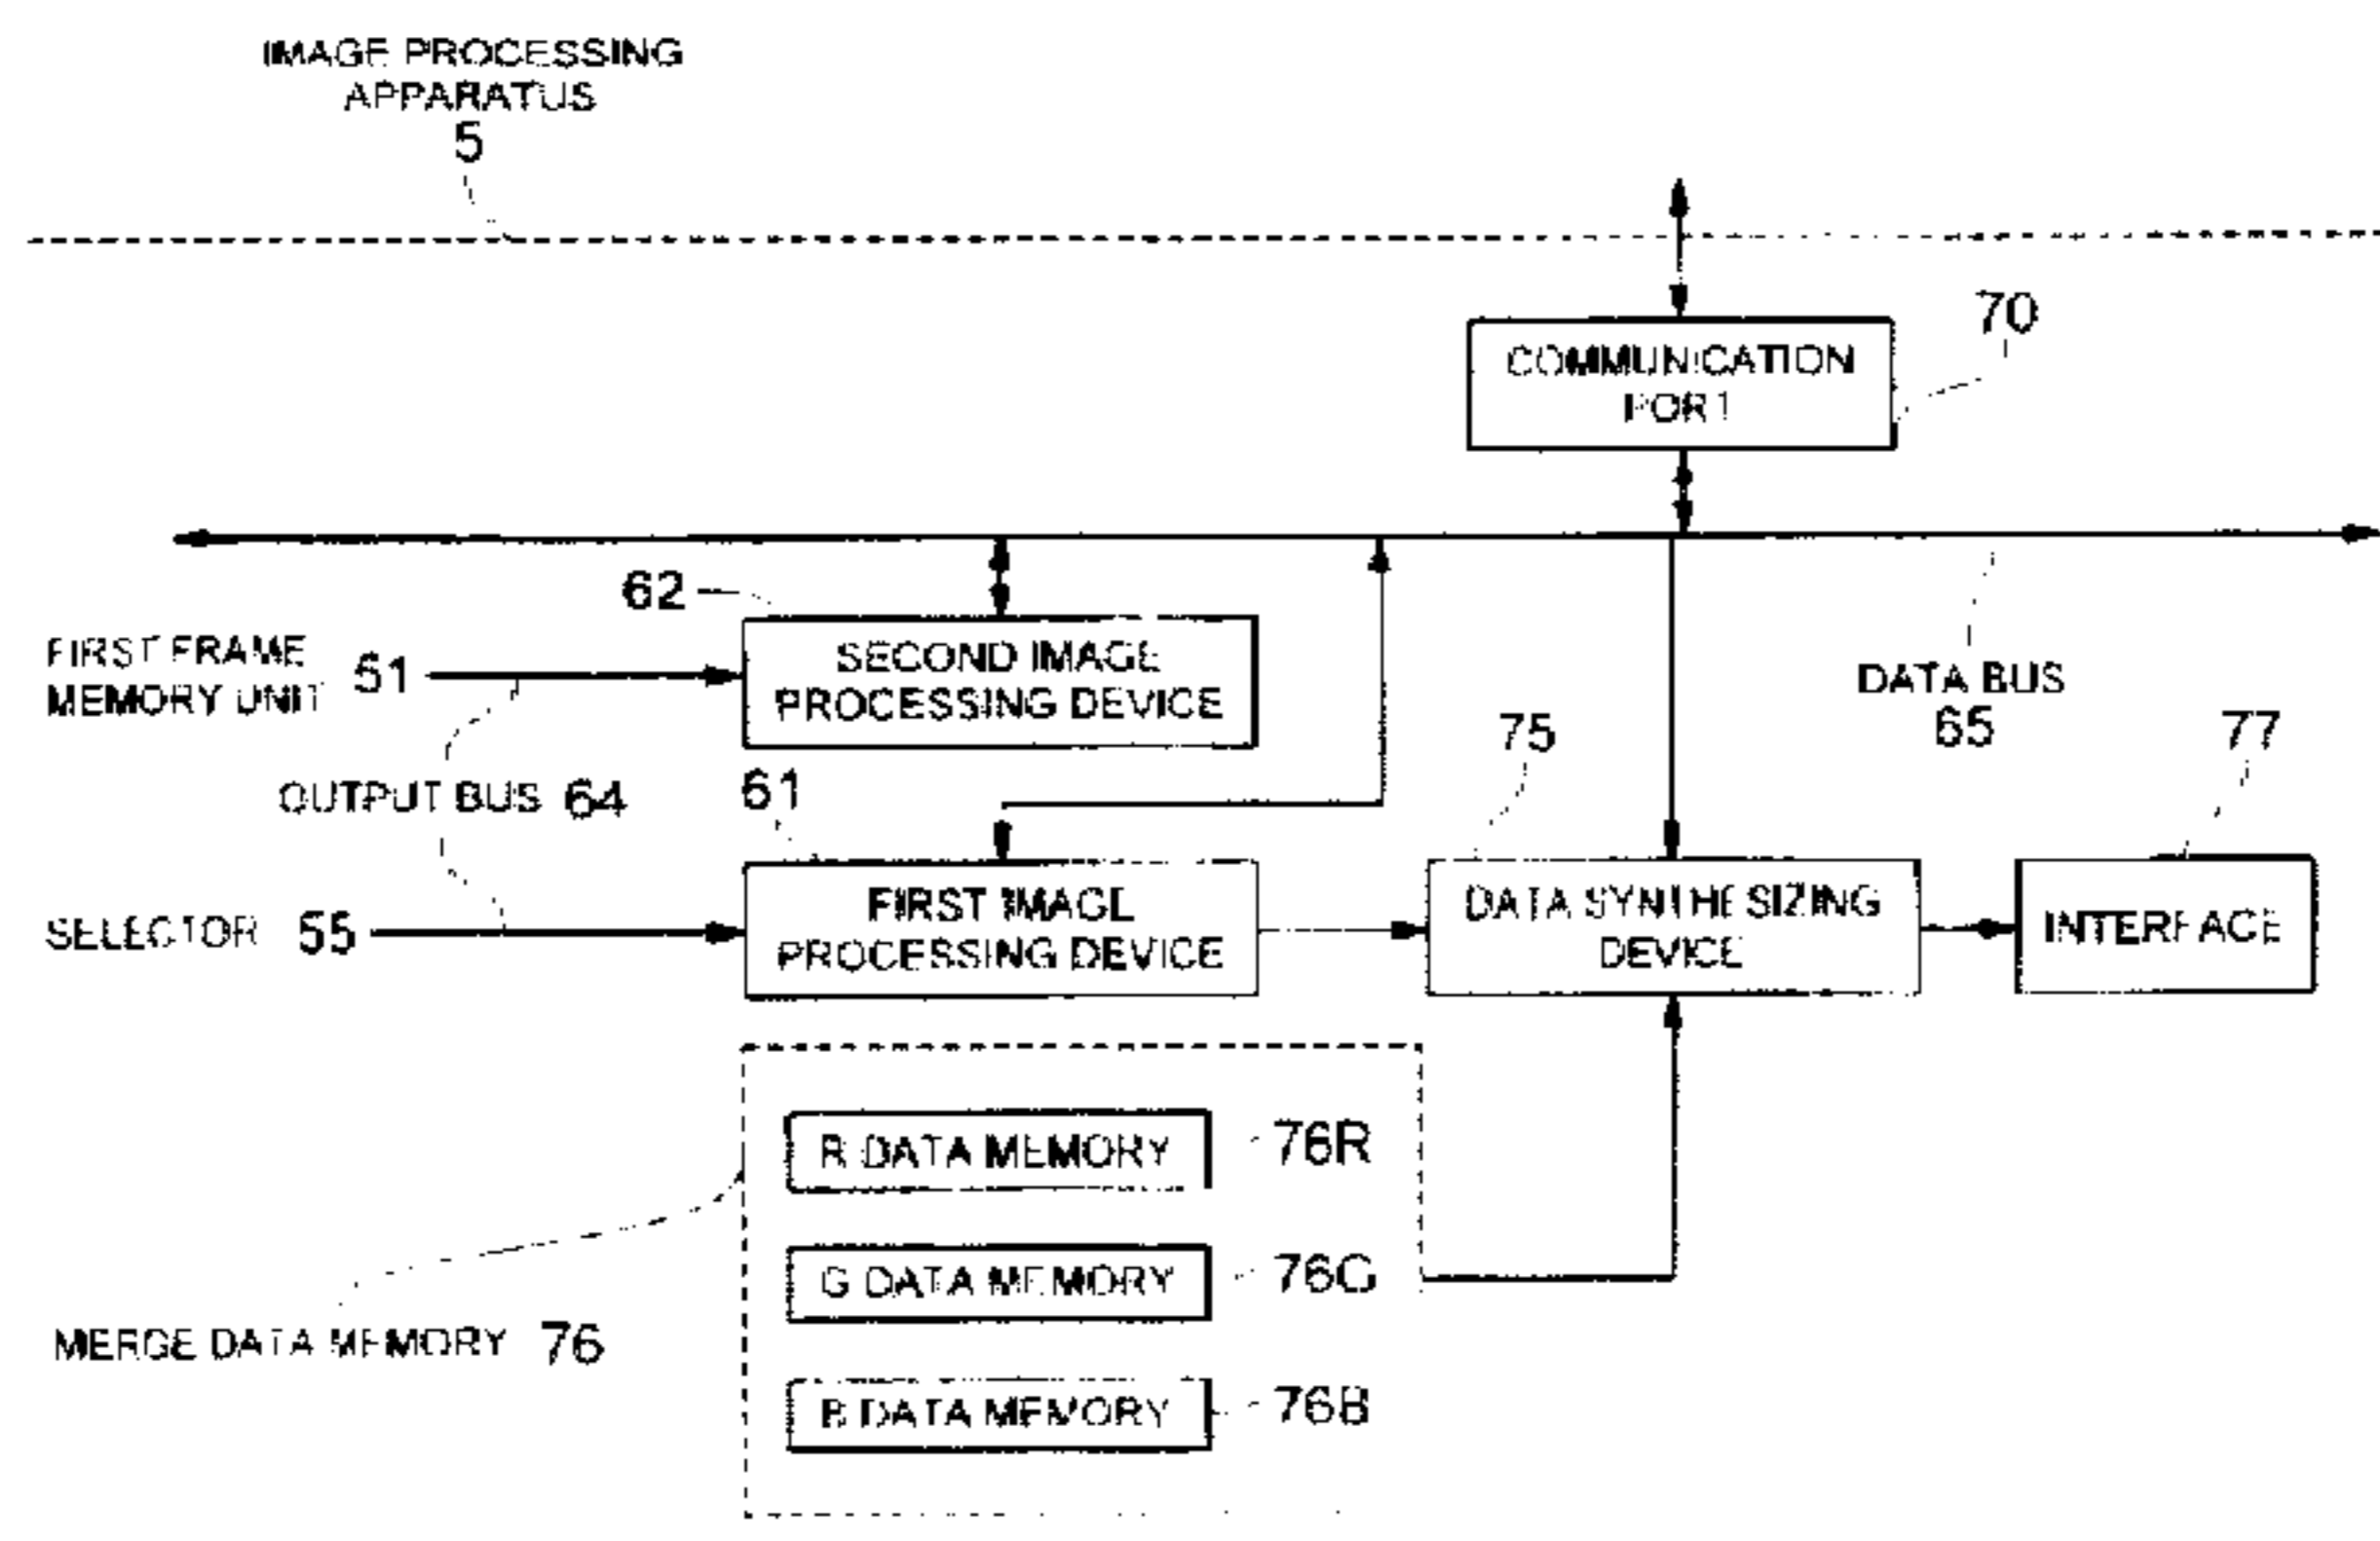 IMAGE PROCESSING
APPARATUS
5
70
COMMUNICATION
PORT
62
FIRST FRAME
MEMORY UNIT 51
SECOND IMAGE
PROCESSING DEVICE
DATA BUS
65
75
77
OUTPUT BUS 64
61
SELECTOR 55
FIRST IMAGE
PROCESSING DEVICE
DATA SYNTHESIZING
DEVICE
INTERFACE
R DATA MEMORY 76R
G DATA MEMORY 76G
MERGE DATA MEMORY 76
B DATA MEMORY 76B